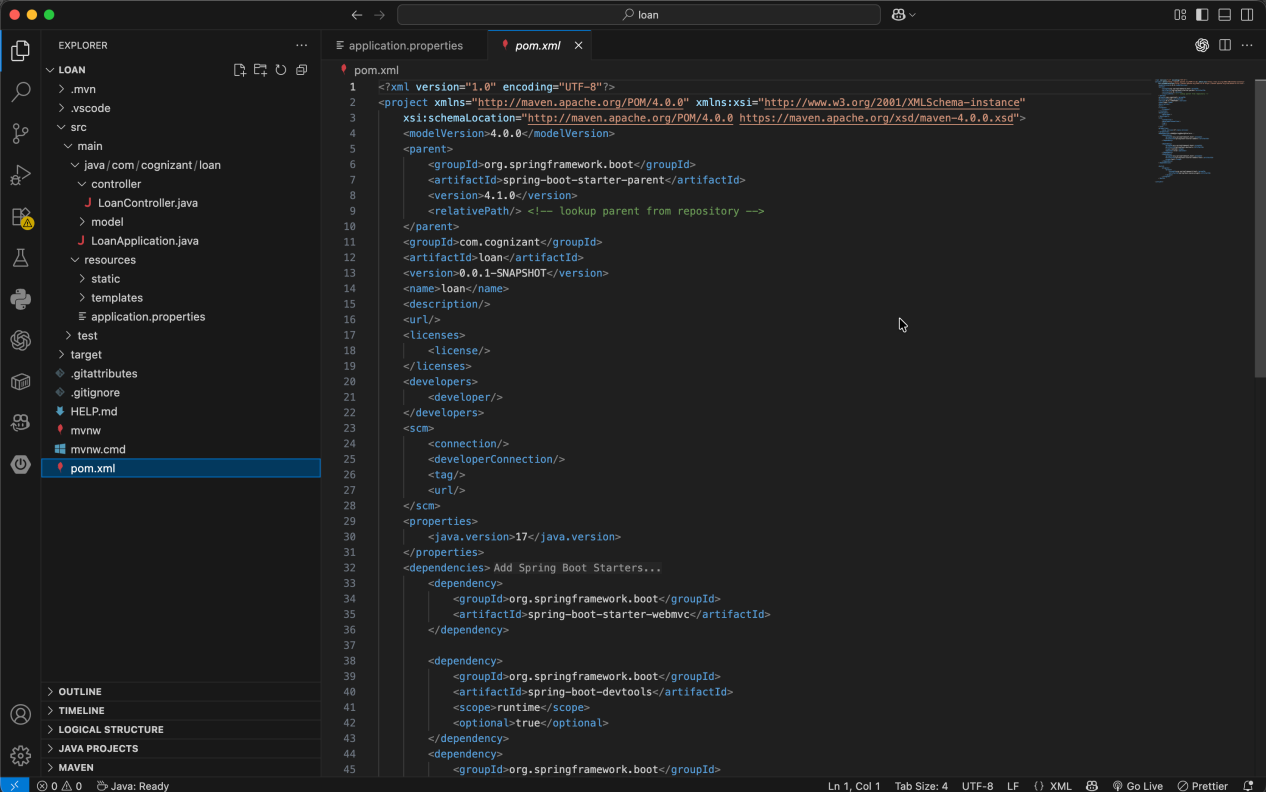 loan
EXPLORER
LOAN
.mvn
.vscode
src
main
java/com/cognizant/loan
controller
LoanController.java
model
LoanApplication.java
resources
static
templates
application.properties
test
target
.gitattributes
.gitignore
HELP.md
mvnw
mvnw.cmd
pom.xml
OUTLINE
TIMELINE
LOGICAL STRUCTURE
JAVA PROJECTS
MAVEN
application.properties
pom.xml
pom.xml
1 <?xml version="1.0" encoding="UTF-8"?>
2 <project xmlns="http://maven.apache.org/POM/4.0.0" xmlns:xsi="http://www.w3.org/2001/XMLSchema-instance"
3 xsi:schemaLocation="http://maven.apache.org/POM/4.0.0 https://maven.apache.org/xsd/maven-4.0.0.xsd">
4 <modelVersion>4.0.0</modelVersion>
5 <parent>
6 <groupId>org.springframework.boot</groupId>
7 <artifactId>spring-boot-starter-parent</artifactId>
8 <version>4.1.0</version>
9 <relativePath/> <!-- lookup parent from repository -->
10 </parent>
11 <groupId>com.cognizant</groupId>
12 <artifactId>loan</artifactId>
13 <version>0.0.1-SNAPSHOT</version>
14 <name>loan</name>
15 <description/>
16 <url/>
17 <licenses>
18 <license/>
19 </licenses>
20 <developers>
21 <developer/>
22 </developers>
23 <scm>
24 <connection/>
25 <developerConnection/>
26 <tag/>
27 <url/>
28 </scm>
29 <properties>
30 <java.version>17</java.version>
31 </properties>
32 <dependencies> Add Spring Boot Starters...
33 <dependency>
34 <groupId>org.springframework.boot</groupId>
35 <artifactId>spring-boot-starter-webmvc</artifactId>
36 </dependency>
37
38 <dependency>
39 <groupId>org.springframework.boot</groupId>
40 <artifactId>spring-boot-devtools</artifactId>
41 <scope>runtime</scope>
42 <optional>true</optional>
43 </dependency>
44 <dependency>
45 <groupId>org.springframework.boot</groupId>
0 0 Java: Ready Ln 1, Col 1 Tab Size: 4 UTF-8 LF {} XML Go Live Prettier